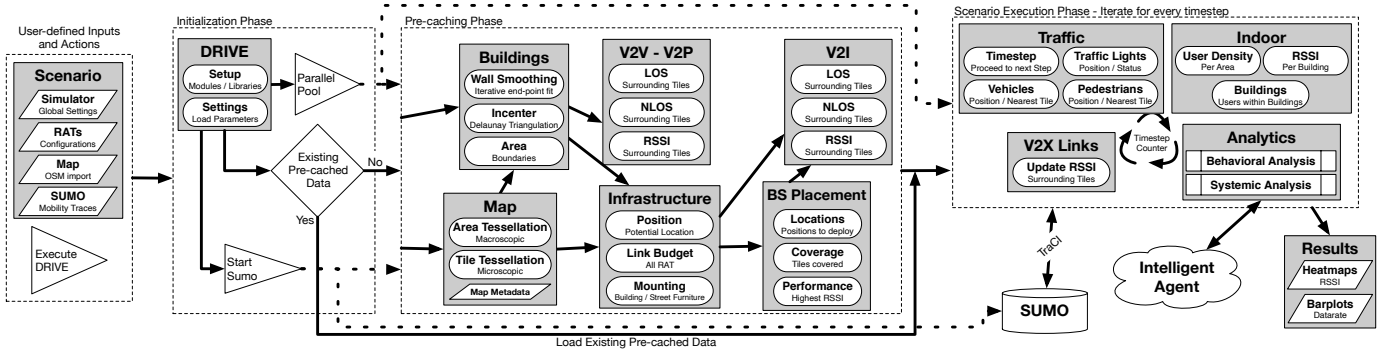 User-defined Inputs
and Actions
Scenario
Simulator
Global Settings
RATs
Configurations
Map
OSM import
SUMO
Mobility Traces
Execute
DRIVE
Initialization Phase
DRIVE
Setup
Modules / Libraries
Settings
Load Parameters
Parallel
Pool
Existing
Pre-cached
Data
No
Yes
Start
Sumo
Pre-caching Phase
Buildings
Wall Smoothing
Iterative end-point fit
Incenter
Delaunay Triangulation
Area
Boundaries
Map
Area Tessellation
Macroscopic
Tile Tessellation
Microscopic
Map Metadata
V2V - V2P
LOS
Surrounding Tiles
NLOS
Surrounding Tiles
RSSI
Surrounding Tiles
Infrastructure
Position
Potential Location
Link Budget
All RAT
Mounting
Building / Street Furniture
V2I
LOS
Surrounding Tiles
NLOS
Surrounding Tiles
RSSI
Surrounding Tiles
BS Placement
Locations
Positions to deploy
Coverage
Tiles covered
Performance
Highest RSSI
Load Existing Pre-cached Data
Scenario Execution Phase - Iterate for every timestep
Traffic
Timestep
Proceed to next Step
Traffic Lights
Position / Status
Vehicles
Position / Nearest Tile
Pedestrians
Position / Nearest Tile
Indoor
User Density
Per Area
RSSI
Per Building
Buildings
Users within Buildings
V2X Links
Update RSSI
Surrounding Tiles
Timestep
Counter
Analytics
Behavioral Analysis
Systemic Analysis
TraCI
SUMO
Intelligent
Agent
Results
Heatmaps
RSSI
Barplots
Datarate